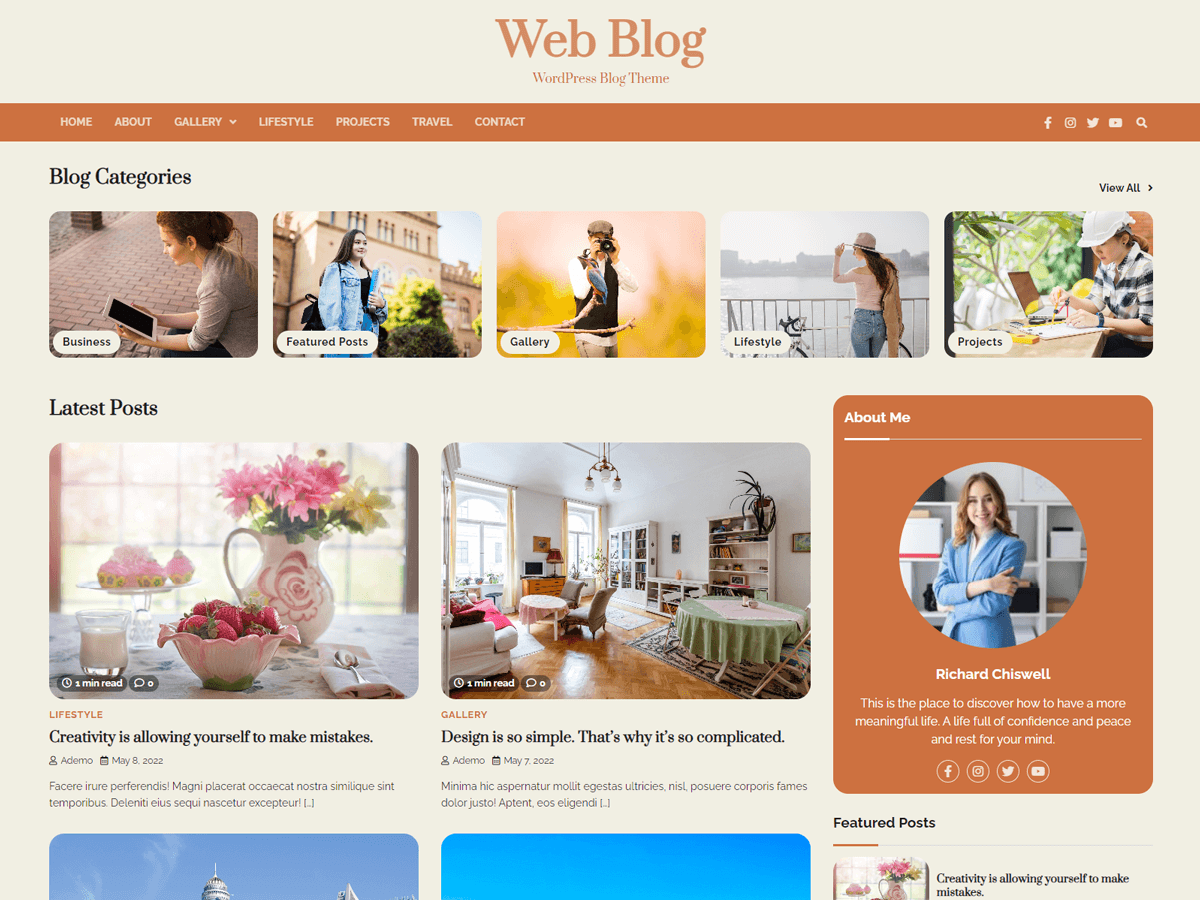 Web Blog
WordPress Blog Theme
HOME ABOUT GALLERY LIFESTYLE PROJECTS TRAVEL CONTACT
Blog Categories
View All
Business
Featured Posts
Gallery
Lifestyle
Projects
Latest Posts
1 min read 0
LIFESTYLE
Creativity is allowing yourself to make mistakes.
Ademo May 8, 2022
Facere irure perferendis! Magni placerat occaecat nostra similique sint
temporibus. Deleniti eius sequi nascetur excepteur! [...]
1 min read 0
GALLERY
Design is so simple. That's why it's so complicated.
Ademo May 7, 2022
Minima hic aspernatur mollit egestas ultricies, nisl, posuere corporis fames
dolor justo! Aptent, eos eligendi [...]
About Me
Richard Chiswell
This is the place to discover how to have a more
meaningful life. A life full of confidence and peace
and rest for your mind.
Featured Posts
Creativity is allowing yourself to make
mistakes.